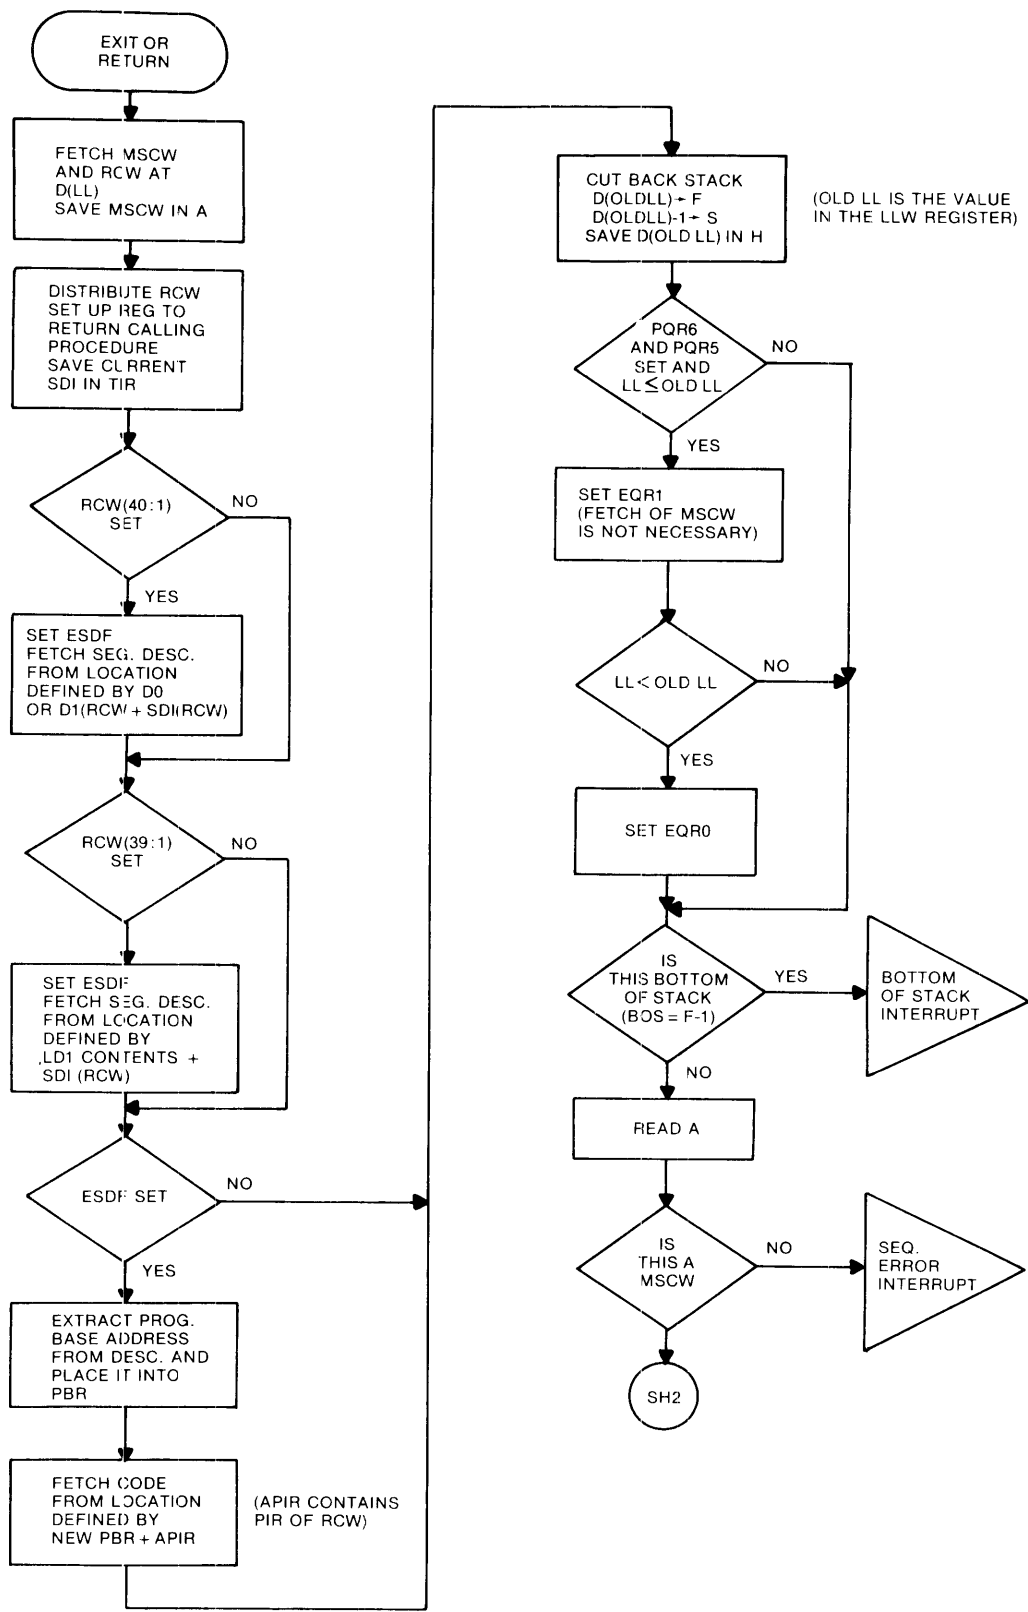 EXIT OR
RETURN
FETCH MSCW
AND RCW AT
D(LL)
SAVE MSCW IN A
DISTRIBUTE RCW
SET UP REG TO
RETURN CALLING
PROCEDURE
SAVE CURRENT
SDI IN TIR
RCW(40:1)
SET
NO
YES
SET ESDF
FETCH SEG. DESC.
FROM LOCATION
DEFINED BY D0
OR D1(RCW + SDI(RCW)
RCW(39:1)
SET
NO
SET ESDF
FETCH SEG. DESC.
FROM LOCATION
DEFINED BY
LD1 CONTENTS +
SDI (RCW)
ESDF SET
NO
YES
EXTRACT PROG.
BASE ADDRESS
FROM DESC. AND
PLACE IT INTO
PBR
FETCH CODE
FROM LOCATION
DEFINED BY
NEW PBR + APIR
(APIR CONTAINS
PIR OF RCW)
CUT BACK STACK
D(OLDLL)→ F
D(OLDLL)-1→ S
SAVE D(OLD LL) IN H
(OLD LL IS THE VALUE
IN THE LLW REGISTER)
PQR6
AND PQR5
SET AND
LL≤OLD LL
NO
YES
SET EQR1
(FETCH OF MSCW
IS NOT NECESSARY)
LL< OLD LL
NO
YES
SET EQR0
IS
THIS BOTTOM
OF STACK
(BOS = F-1)
YES
NO
BOTTOM
OF STACK
INTERRUPT
READ A
IS
THIS A
MSCW
NO
SEQ.
ERROR
INTERRUPT
SH2